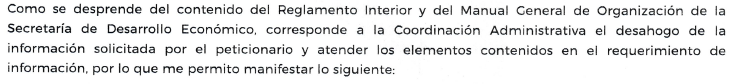 Como se desprende del contenido del Reglamento Interior y del Manual General de Organización de la
Secretaría de Desarrollo Económico, corresponde a la Coordinación Administrativa el desahogo de la
información solicitada por el peticionario y atender los elementos contenidos en el requerimiento de
información, por lo que me permito manifestar lo siguiente: